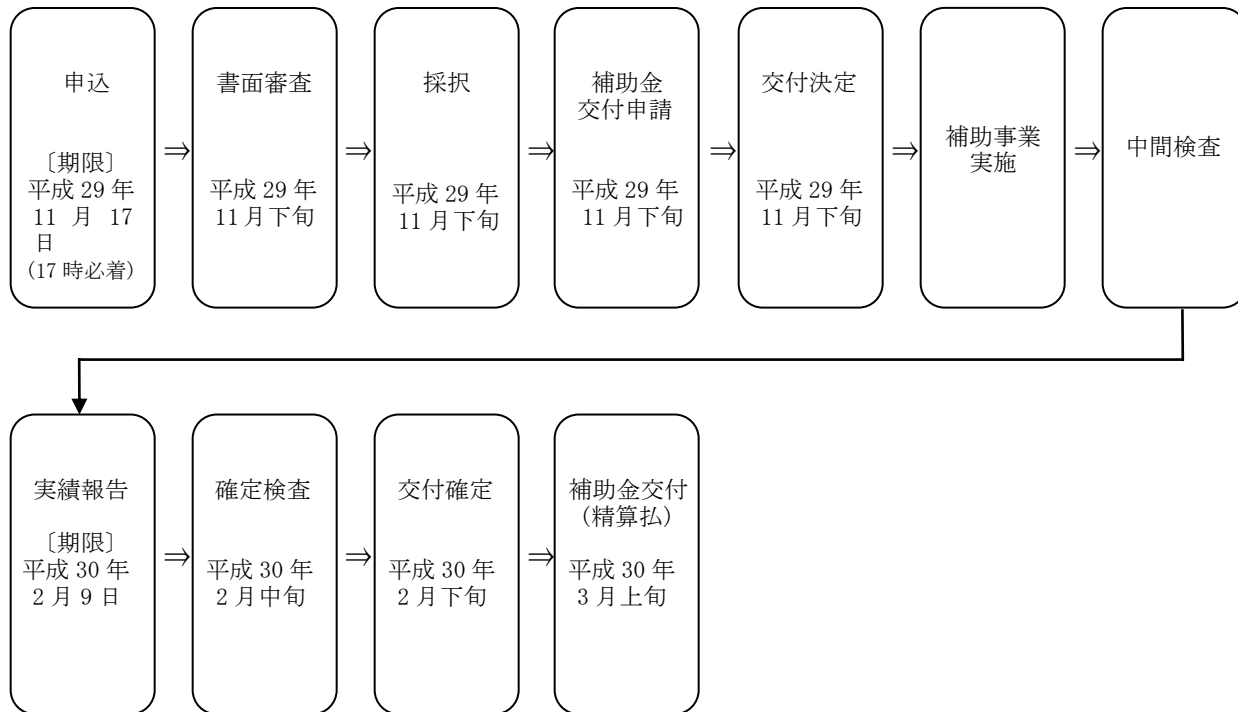 申込
〔期限〕
平成 29 年
11 月 17
日
(17 時必着)
⇒
書面審査
平成 29 年
11 月下旬
⇒
採択
平成 29 年
11 月下旬
⇒
補助金
交付申請
平成 29 年
11 月下旬
⇒
交付決定
平成 29 年
11 月下旬
⇒
補助事業
実施
⇒
中間検査
実績報告
〔期限〕
平成 30 年
2 月 9 日
⇒
確定検査
平成 30 年
2 月中旬
⇒
交付確定
平成 30 年
2 月下旬
⇒
補助金交付
(精算払)
平成 30 年
3 月上旬